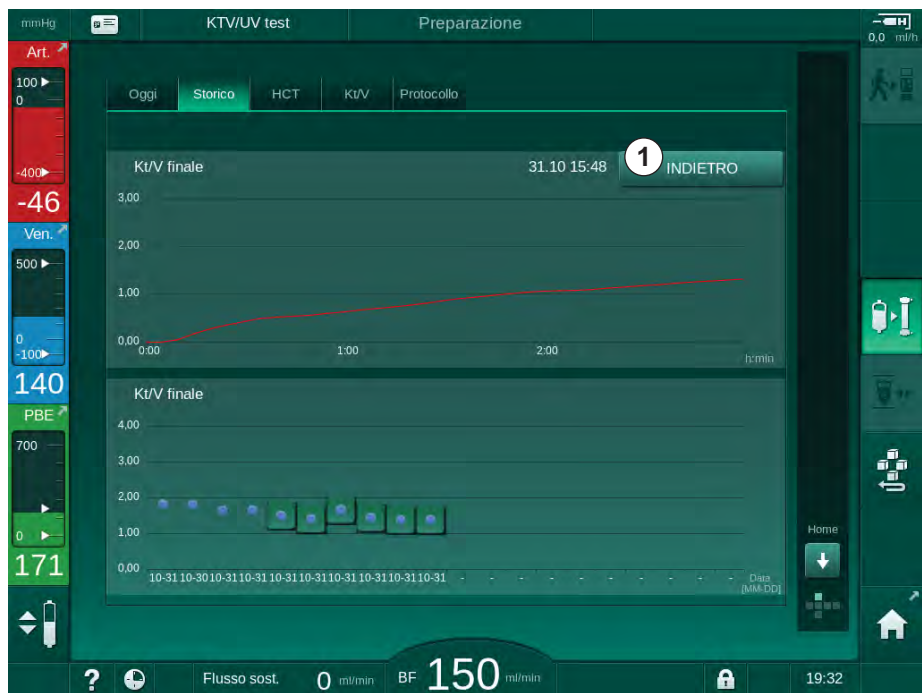 mmHg
KTV/UV test
Preparazione
0,0 ml/h
Art.
100
0
-400
-46
Ven.
500
0
-100
140
PBE
700
0
171
Oggi
Storico
HCT
Kt/V
Protocollo
Kt/V finale
31.10 15:48
1
INDIETRO
3,00
2,00
1,00
0,00
0:00
1:00
2:00
h:min
Kt/V finale
4,00
3,00
2,00
1,00
0,00
10-31 10-30 10-31 10-31 10-31 10-31 10-31 10-31 10-31 10-31 - - - - - - - - - -
Data
[MM-DD]
Home
?
Flusso sost.
0 ml/min
BF 150 ml/min
19:32